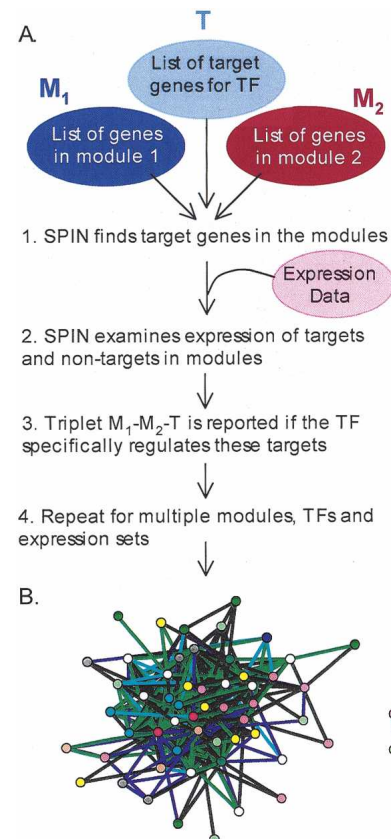 A.
T
List of target
genes for TF
M₁
M₂
List of genes
in module 1
List of genes
in module 2
1. SPIN finds target genes in the modules
Expression
Data
2. SPIN examines expression of targets
and non-targets in modules
3. Triplet M₁-M₂-T is reported if the TF
specifically regulates these targets
4. Repeat for multiple modules, TFs and
expression sets
B.